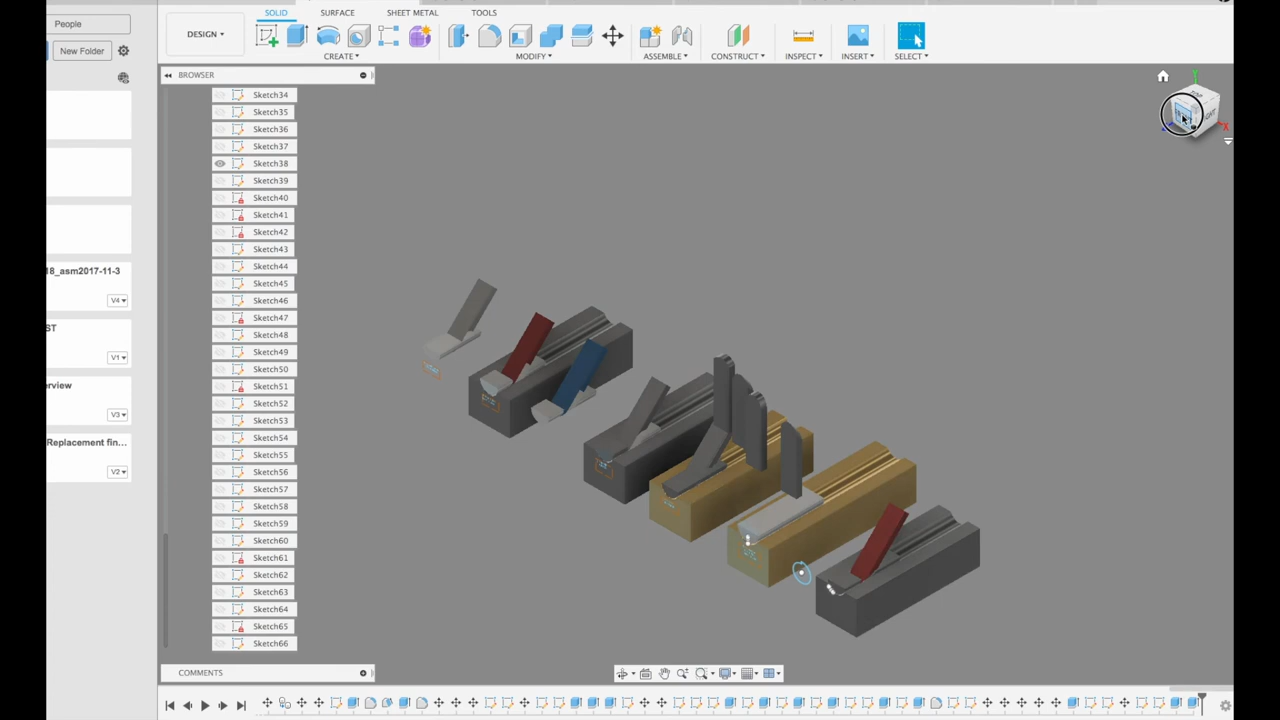 People
New Folder
18_asm2017-11-3
V4
ST
V1
erview
V3
Replacement fin...
V2
SOLID SURFACE SHEET METAL TOOLS
DESIGN
CREATE MODIFY ASSEMBLE CONSTRUCT INSPECT INSERT SELECT
BROWSER
Sketch34
Sketch35
Sketch36
Sketch37
Sketch38
Sketch39
Sketch40
Sketch41
Sketch42
Sketch43
Sketch44
Sketch45
Sketch46
Sketch47
Sketch48
Sketch49
Sketch50
Sketch51
Sketch52
Sketch53
Sketch54
Sketch55
Sketch56
Sketch57
Sketch58
Sketch59
Sketch60
Sketch61
Sketch62
Sketch63
Sketch64
Sketch65
Sketch66
COMMENTS
TOP
X